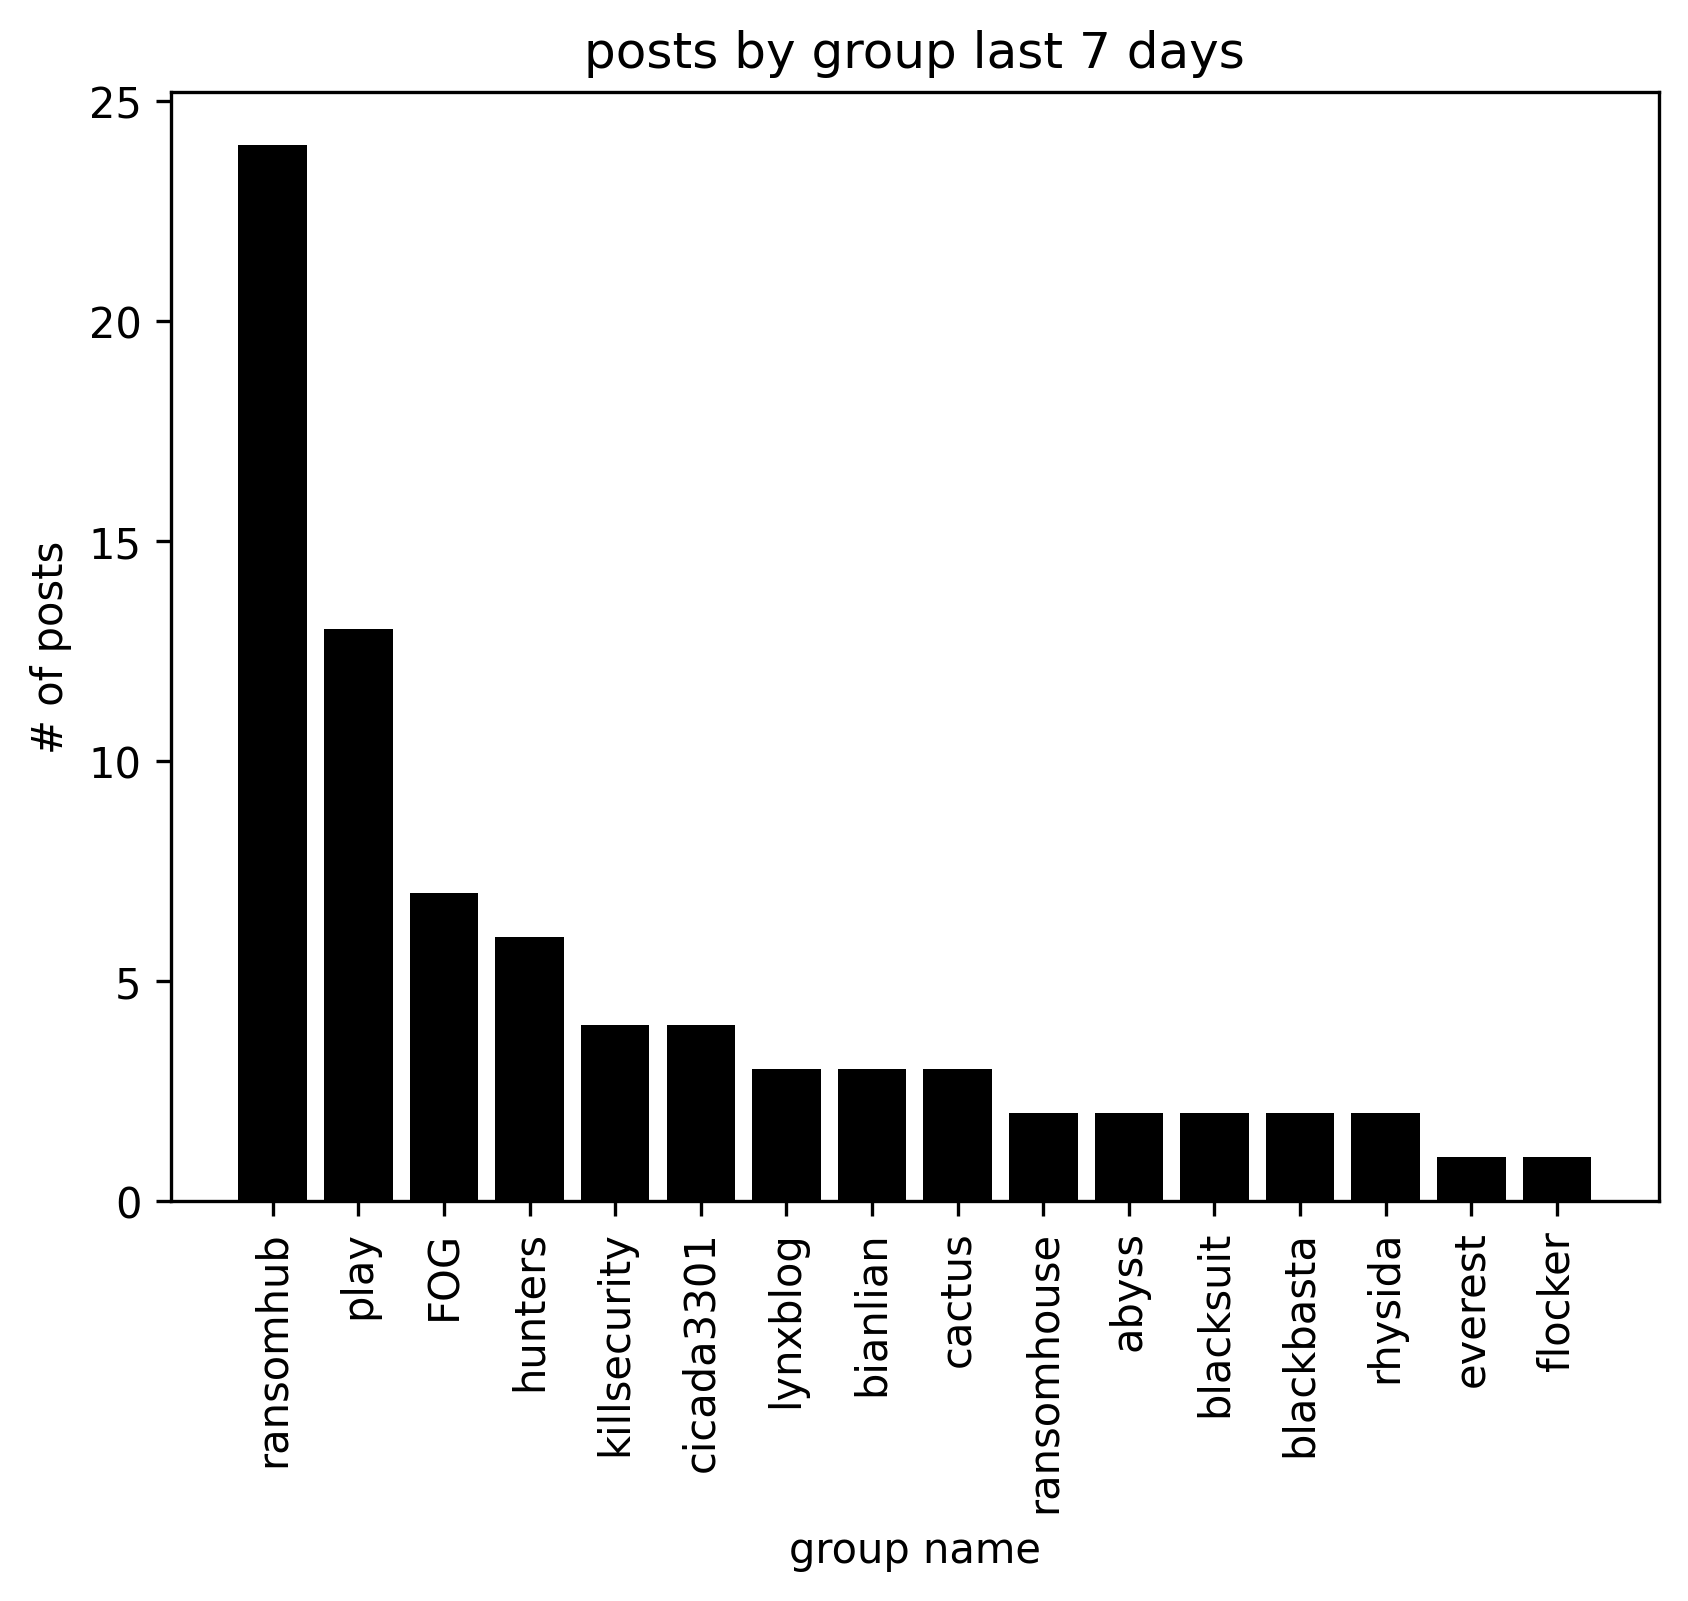 posts by group last 7 days
25
20
15
10
5
0
# of posts
ransomhub
play
FOG
hunters
killsecurity
cicada3301
lynxblog
bianlian
cactus
ransomhouse
abyss
blacksuit
blackbasta
rhysida
everest
flocker
group name